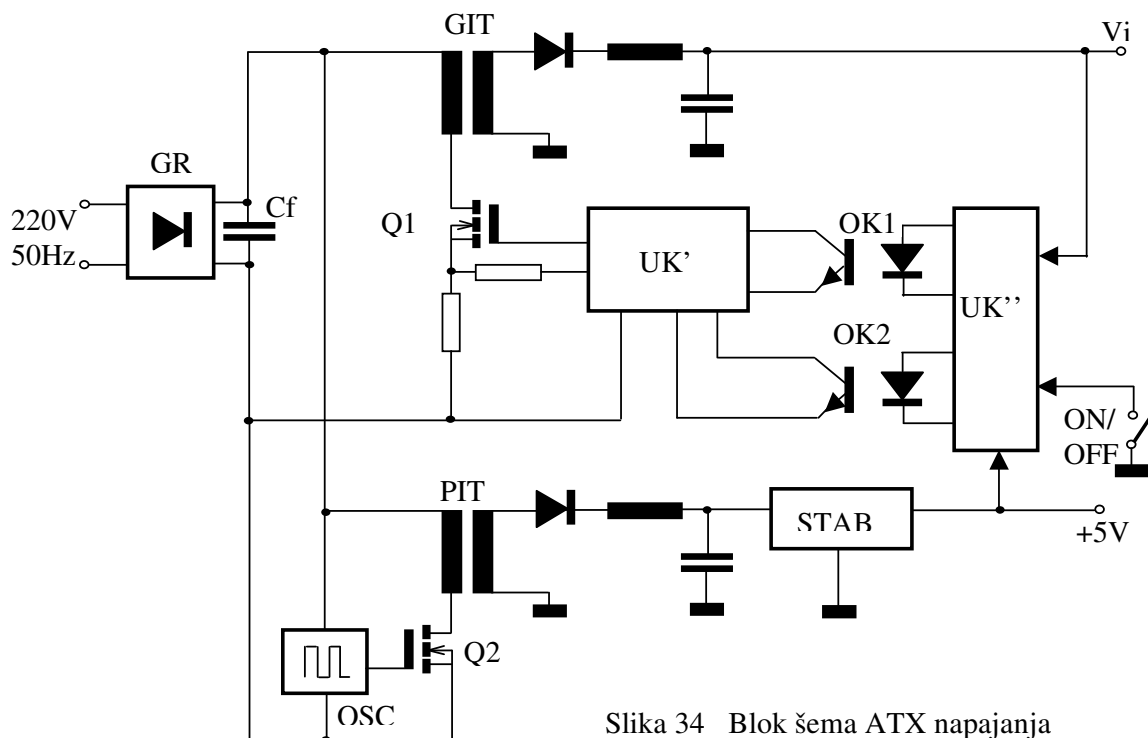 GIT
Vi
GR
220V
50Hz
Cf
Q1
UK'
OK1
UK’’
OK2
ON/
OFF
PIT
STAB
+5V
Q2
OSC
Slika 34 Blok šema ATX napajanja